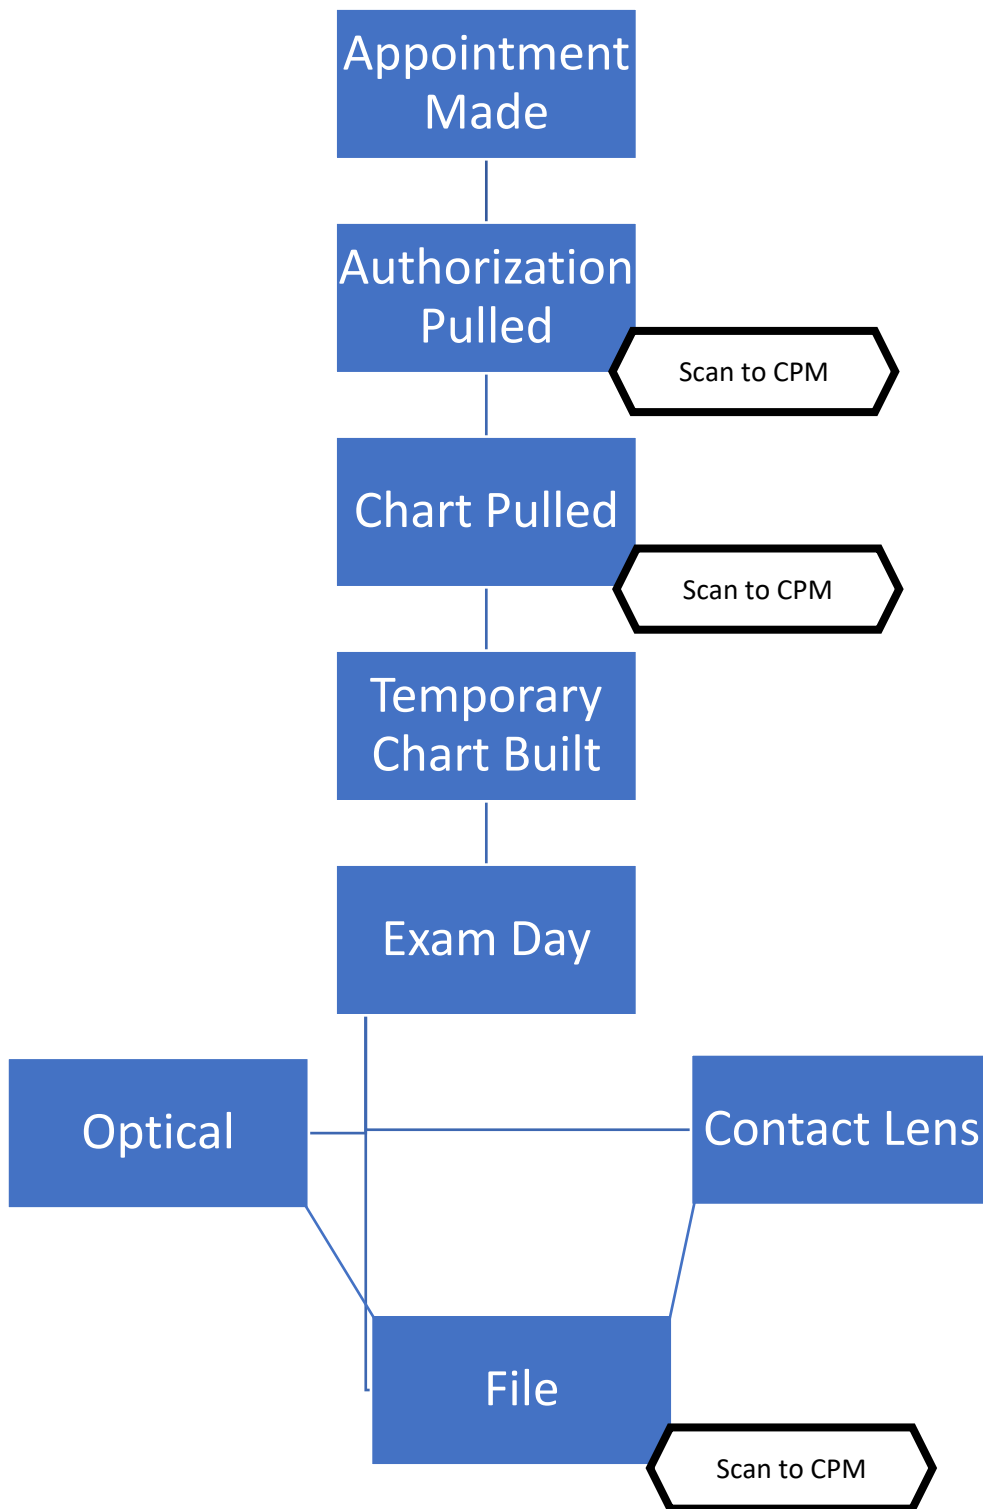 Appointment
Made
Authorization
Pulled
Scan to CPM
Chart Pulled
Scan to CPM
Temporary
Chart Built
Exam Day
Optical
Contact Lens
File
Scan to CPM